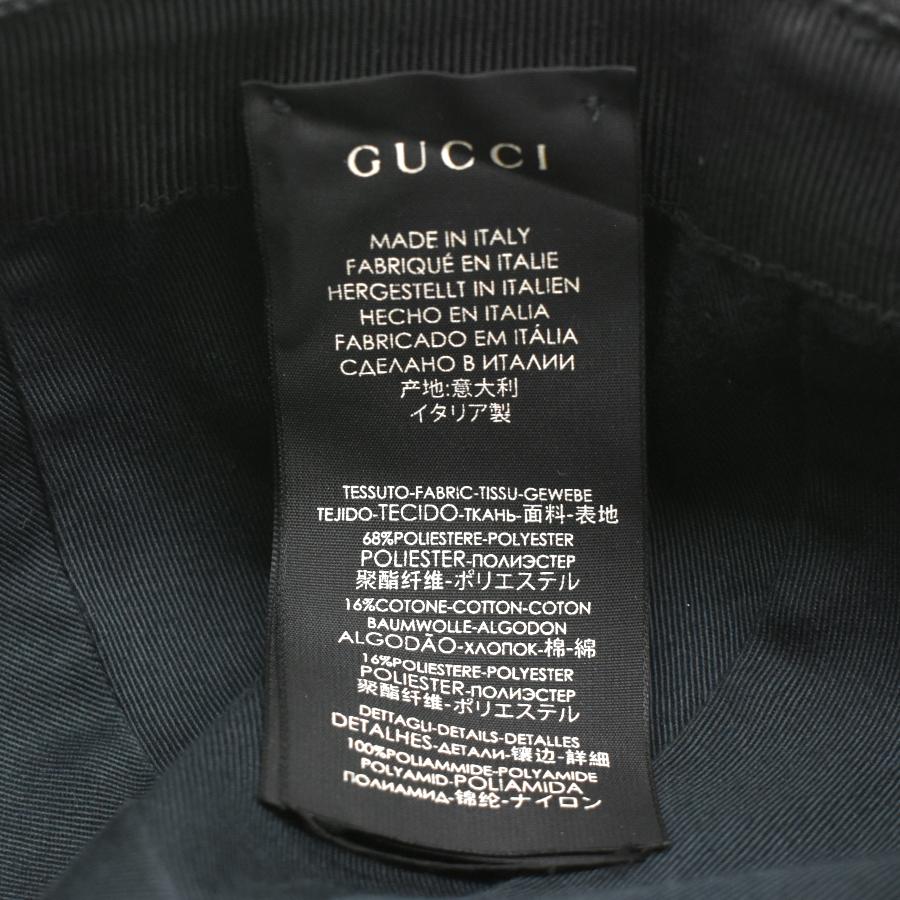 GUCCI
MADE IN ITALY
FABRIQUÉ EN ITALIE
HERGESTELLT IN ITALIEN
HECHO EN ITALIA
FABRICADO EM ITÁLIA
СДЕЛАНО В ИТАЛИИ
产地:意大利
イタリア製
TESSUTO-FABRIC-TISSU-GEWEBE
TEJIDO-TECIDO-ТКАНЬ-面料-表地
68%POLIESTERE-POLYESTER
POLIESTER-ПОЛИЭСТЕР
聚酯纤维-ポリエステル
16%COTONE-COTTON-COTON
BAUMWOLLE-ALGODON
ALGODÃO-ХЛОПОК-棉-綿
16%POLIESTERE-POLYESTER
POLIESTER-ПОЛИЭСТЕР
聚酯纤维-ポリエステル
DETTAGLI-DETAILS-DETALLES
DETALHES-ДЕТАЛИ-镶边-詳細
100%POLIAMMIDE-POLYAMIDE
POLYAMID-POLIAMIDA
ПОЛИАМИД-锦纶-ナイロン